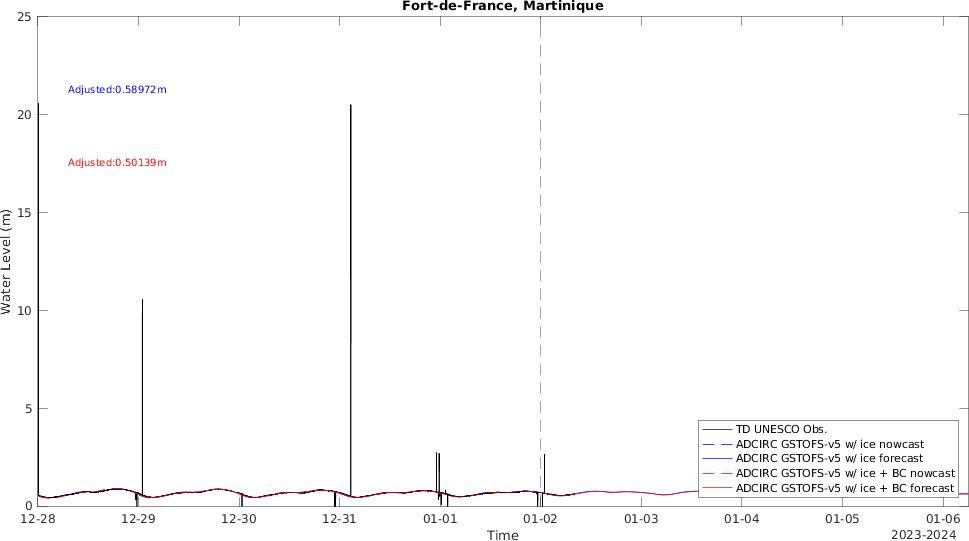 Fort-de-France, Martinique
25
20
15
10
5
0
Water Level (m)
Adjusted:0.58972m
Adjusted:0.50139m
TD UNESCO Obs.
ADCIRC GSTOFS-v5 w/ ice nowcast
ADCIRC GSTOFS-v5 w/ ice forecast
ADCIRC GSTOFS-v5 w/ ice + BC nowcast
ADCIRC GSTOFS-v5 w/ ice + BC forecast
12-28 12-29 12-30 12-31 01-01 01-02 01-03 01-04 01-05 01-06
Time
2023-2024